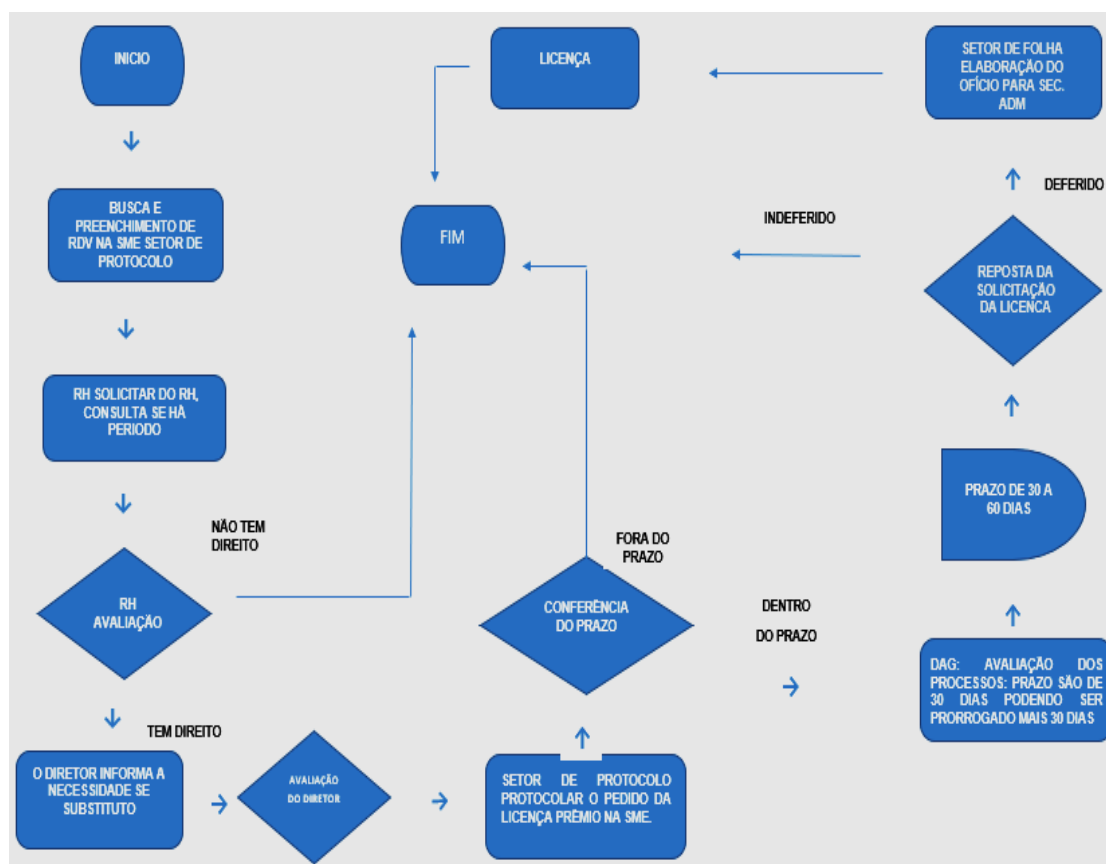 INICIO
BUSCA E
PREENCHIMENTO DE
RDV NA SME SETOR DE
PROTOCOLO
RH SOLICITAR DO RH,
CONSULTA SE HÀ
PERIODO
RH
AVALIAÇÃO
NÃO TEM
DIREITO
TEM DIREITO
O DIRETOR INFORMA A
NECESSIDADE SE
SUBSTITUTO
AVALIAÇÃO
DO DIRETOR
SETOR DE PROTOCOLO
PROTOCOLAR O PEDIDO DA
LICENÇA PRÊMIO NA SME.
CONFERÊNCIA
DO PRAZO
FORA DO
PRAZO
DENTRO
DO PRAZO
DAG: AVALIAÇÃO DOS
PROCESSOS: PRAZO SÃO DE
30 DIAS PODENDO SER
PRORROGADO MAIS 30 DIAS
PRAZO DE 30 A
60 DIAS
REPOSTA DA
SOLICITAÇÃO
DA LICENCA
INDEFERIDO
DEFERIDO
SETOR DE FOLHA
ELABORAÇÃO DO
OFÍCIO PARA SEC.
ADM
LICENÇA
FIM